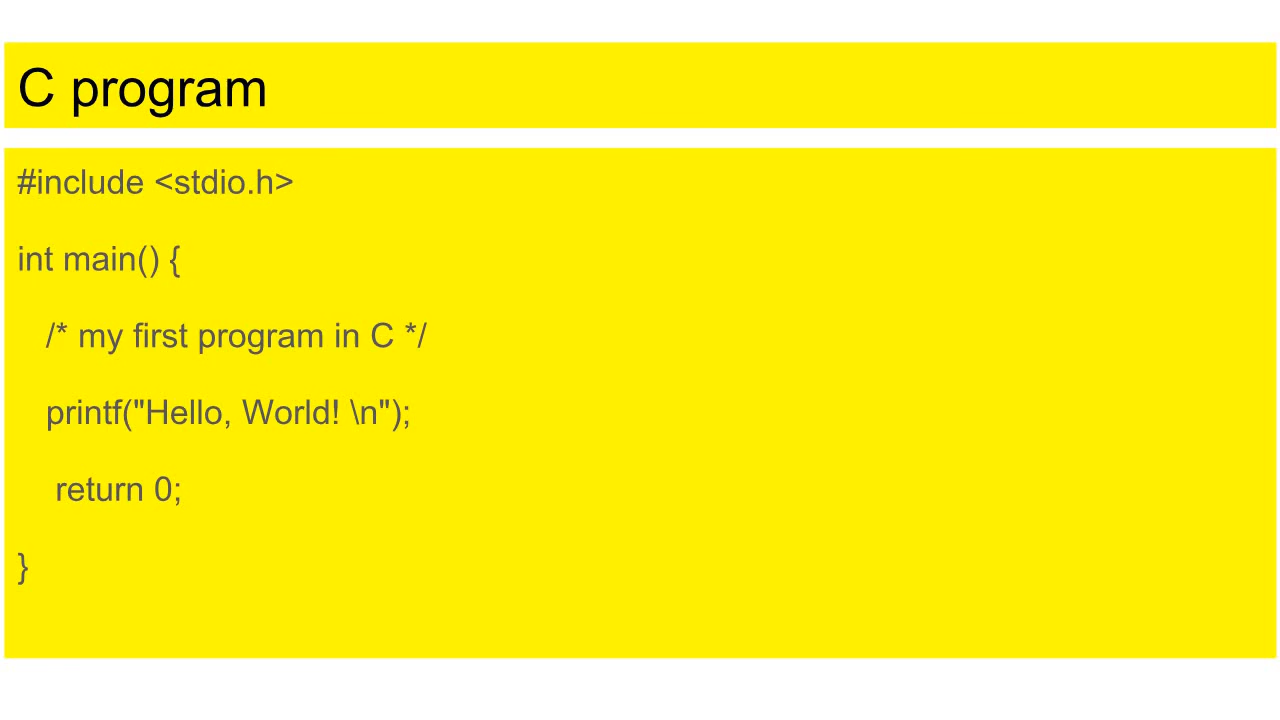 C program
#include <stdio.h>
int main() {
/* my first program in C */
printf("Hello, World! \n");
return 0;
}